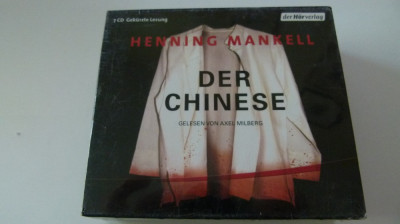 7 CD · Gekürzte Lesung
der Hörverlag
HENNING MANKELL
DER
CHINESE
GELESEN VON AXEL MILBERG